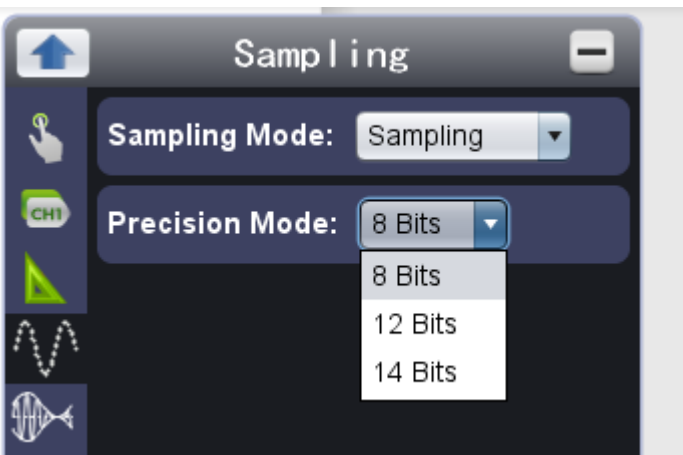 Sampling
Sampling Mode: Sampling
CH1
Precision Mode: 8 Bits
8 Bits
12 Bits
14 Bits